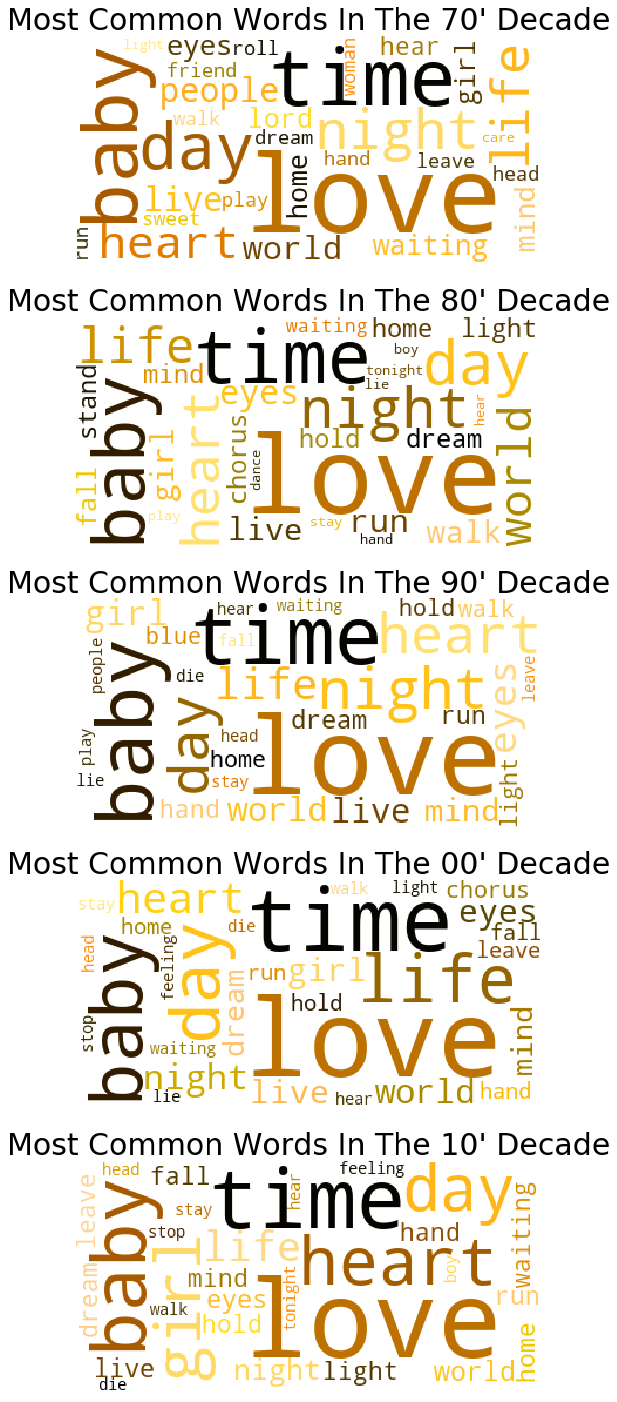 Most Common Words In The 70' Decade
light
eyes
roll
time
woman
hear
girl
life
baby
friend
people
walk
day
lord
dream
night
care
hand
leave
head
home
love
live
play
sweet
mind
run
heart
world
waiting
Most Common Words In The 80' Decade
life
time
waiting
home
light
boy
day
mind
tonight
lie
eyes
stand
baby
heart
night
hear
girl
chorus
hold
dream
world
love
dance
fall
play
live
stay
run
hand
walk
Most Common Words In The 90' Decade
girl
hear
waiting
hold
walk
blue
time
fall
heart
people
die
life
night
eyes
leave
baby
day
dream
run
head
love
play
home
lie
stay
light
hand
world
live
mind
Most Common Words In The 00' Decade
stay
heart
time
walk
light
chorus
home
die
eyes
fall
leave
head
baby
feeling
day
dream
run
girl
life
hold
love
stop
mind
waiting
night
lie
live
hear
world
hand
Most Common Words In The 10' Decade
head
fall
time
feeling
hear
day
leave
baby
stay
stop
hand
waiting
girl
life
heart
mind
boy
dream
eyes
tonight
love
run
walk
hold
home
live
night
light
world
die